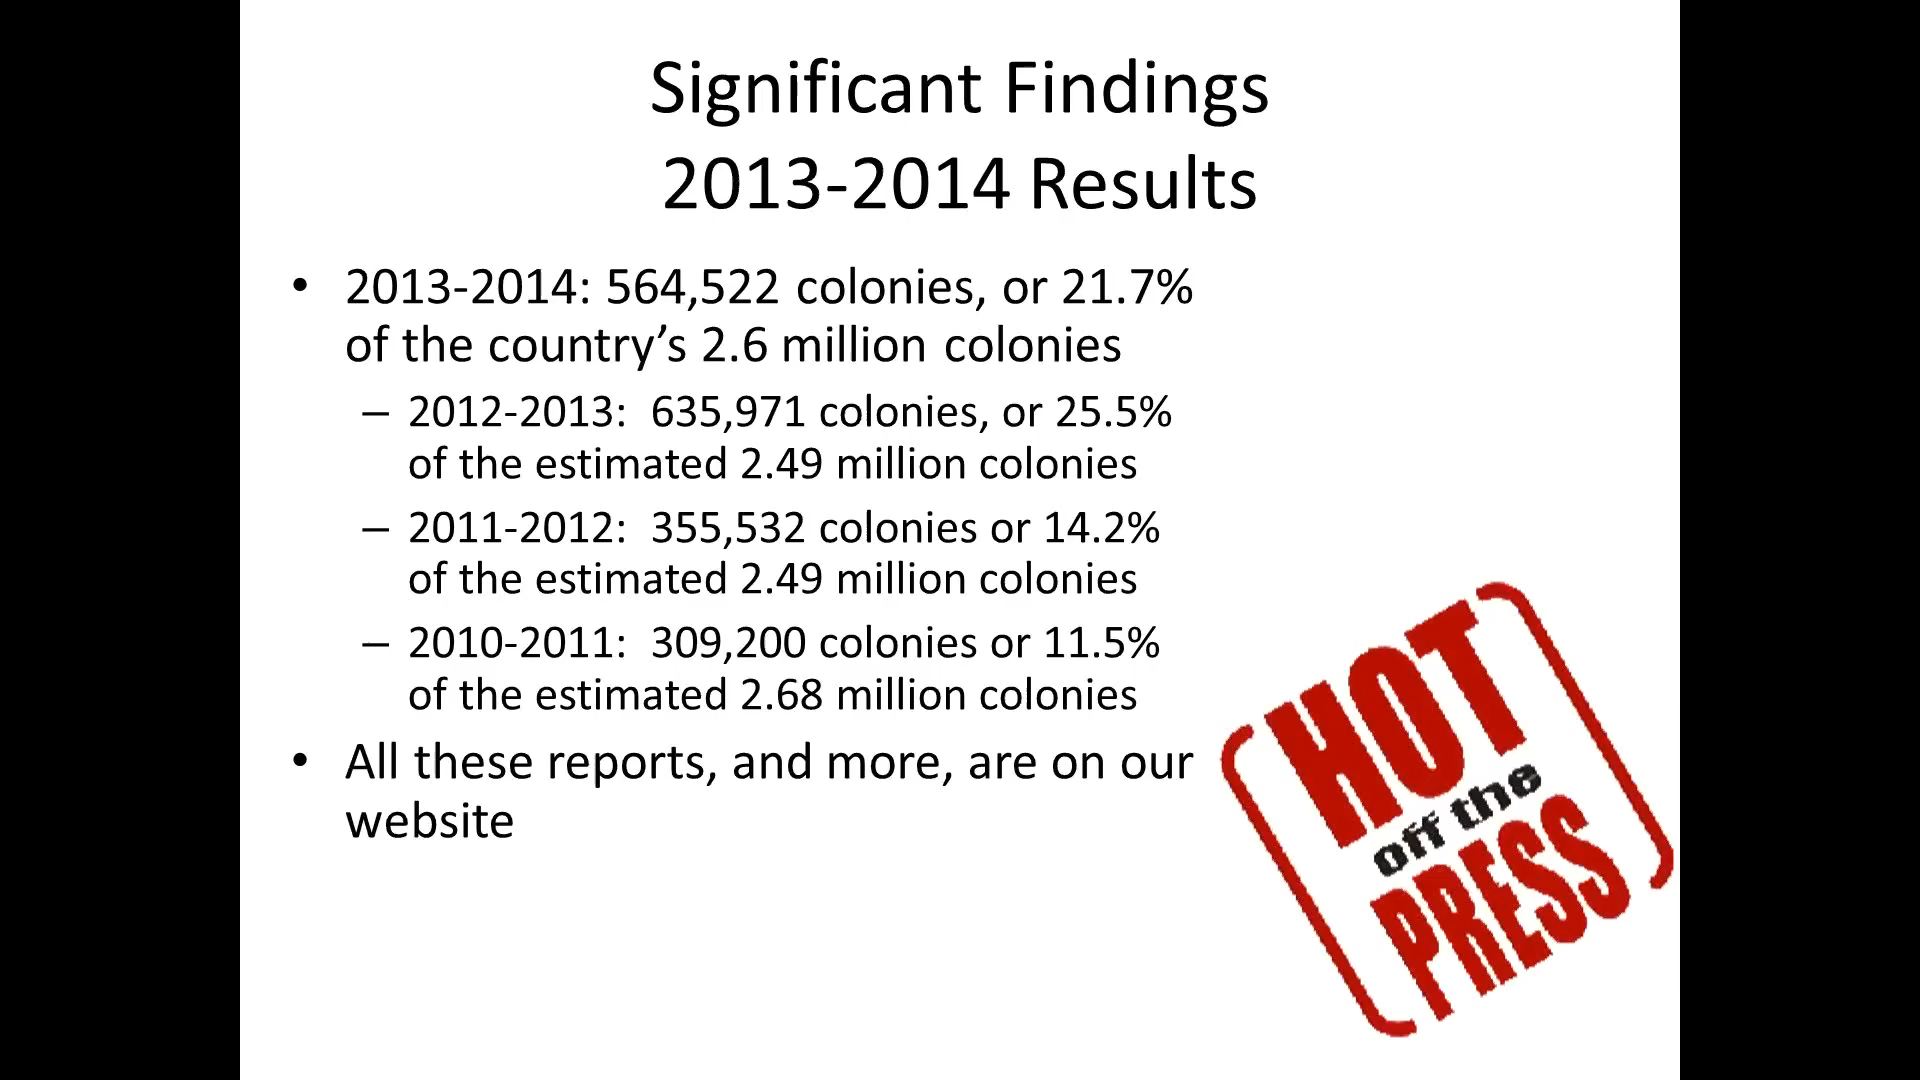 Significant Findings
2013-2014 Results
• 2013-2014: 564,522 colonies, or 21.7%
of the country’s 2.6 million colonies
– 2012-2013:  635,971 colonies, or 25.5%
of the estimated 2.49 million colonies
– 2011-2012:  355,532 colonies or 14.2%
of the estimated 2.49 million colonies
– 2010-2011:  309,200 colonies or 11.5%
of the estimated 2.68 million colonies
• All these reports, and more, are on our
website
HOT
off the
PRESS